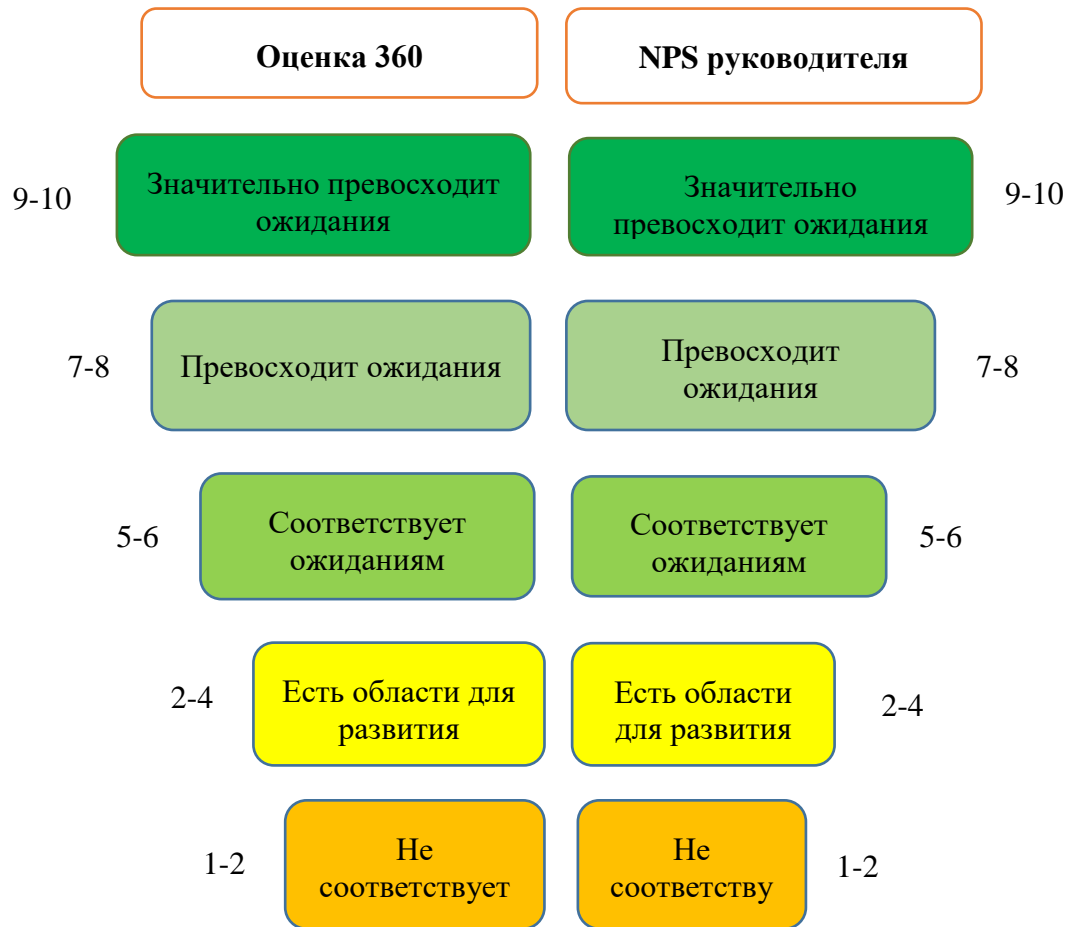 Оценка 360
NPS руководителя
9-10
Значительно превосходит
ожидания
Значительно
превосходит ожидания
9-10
7-8
Превосходит ожидания
Превосходит
ожидания
7-8
5-6
Соответствует
ожиданиям
Соответствует
ожиданиям
5-6
2-4
Есть области для
развития
Есть области
для развития
2-4
1-2
Не
соответствует
Не
соответству
1-2